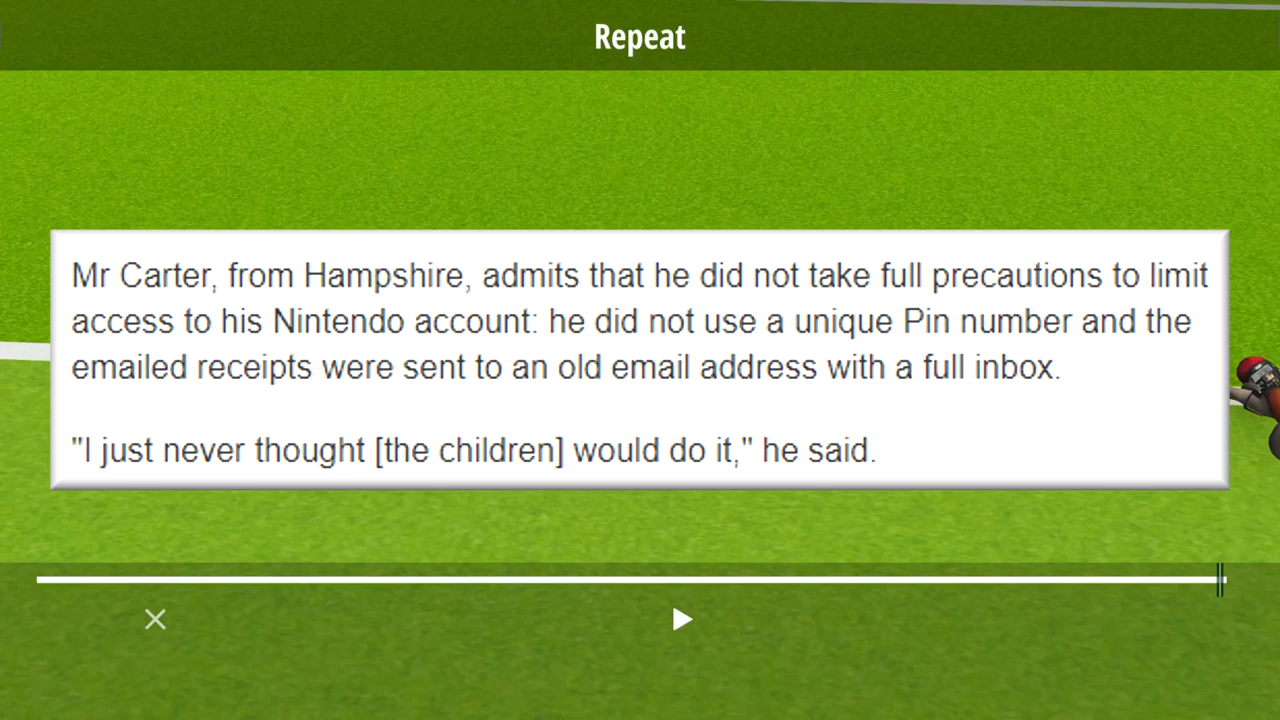 Repeat
Mr Carter, from Hampshire, admits that he did not take full precautions to limit
access to his Nintendo account: he did not use a unique Pin number and the
emailed receipts were sent to an old email address with a full inbox.
"I just never thought [the children] would do it," he said.